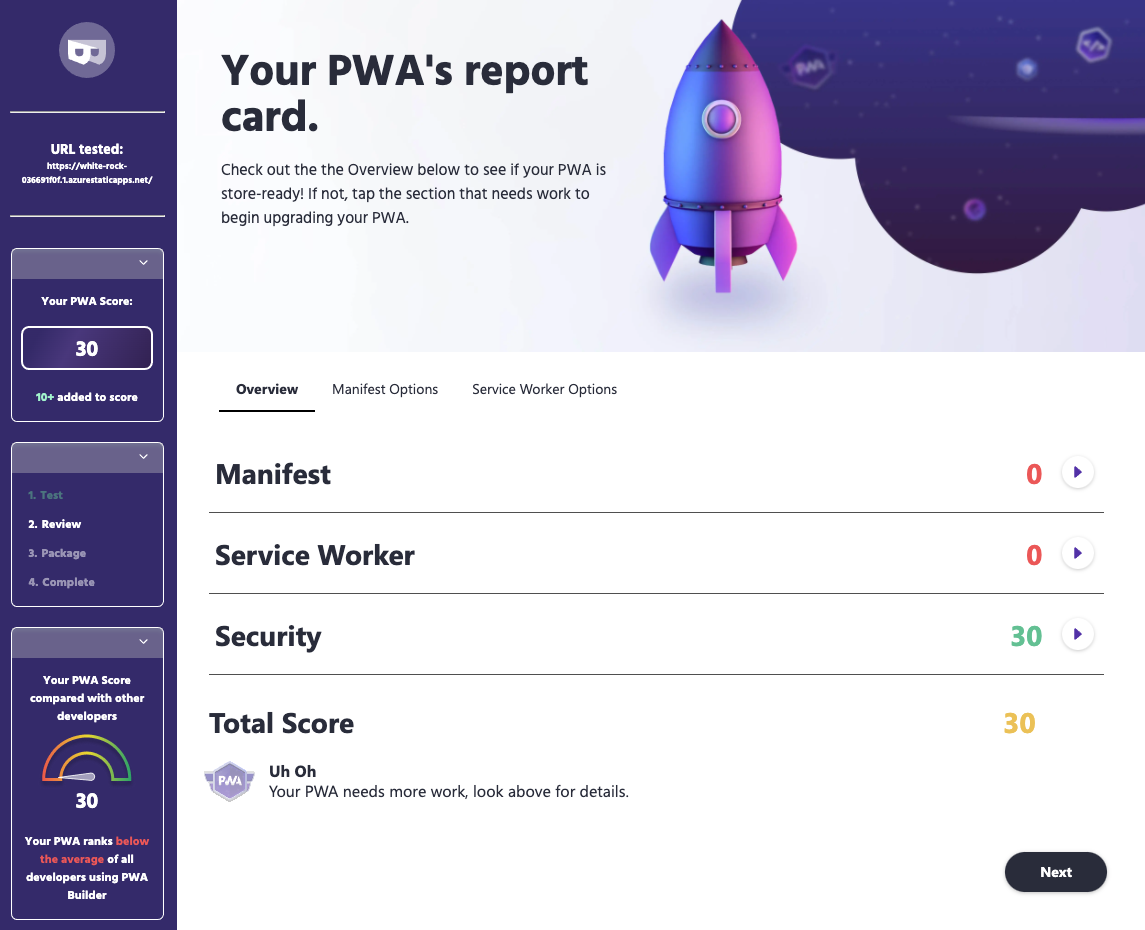 URL tested:
https://white-rock-
036691f0f.1.azurestaticapps.net/
Your PWA Score:
30
10+ added to score
1. Test
2. Review
3. Package
4. Complete
Your PWA Score
compared with other
developers
30
Your PWA ranks below
the average of all
developers using PWA
Builder
Your PWA's report
card.
Check out the the Overview below to see if your PWA is
store-ready! If not, tap the section that needs work to
begin upgrading your PWA.
PWA
</>
Overview Manifest Options Service Worker Options
Manifest 0
Service Worker 0
Security 30
Total Score 30
PWA
Uh Oh
Your PWA needs more work, look above for details.
Next